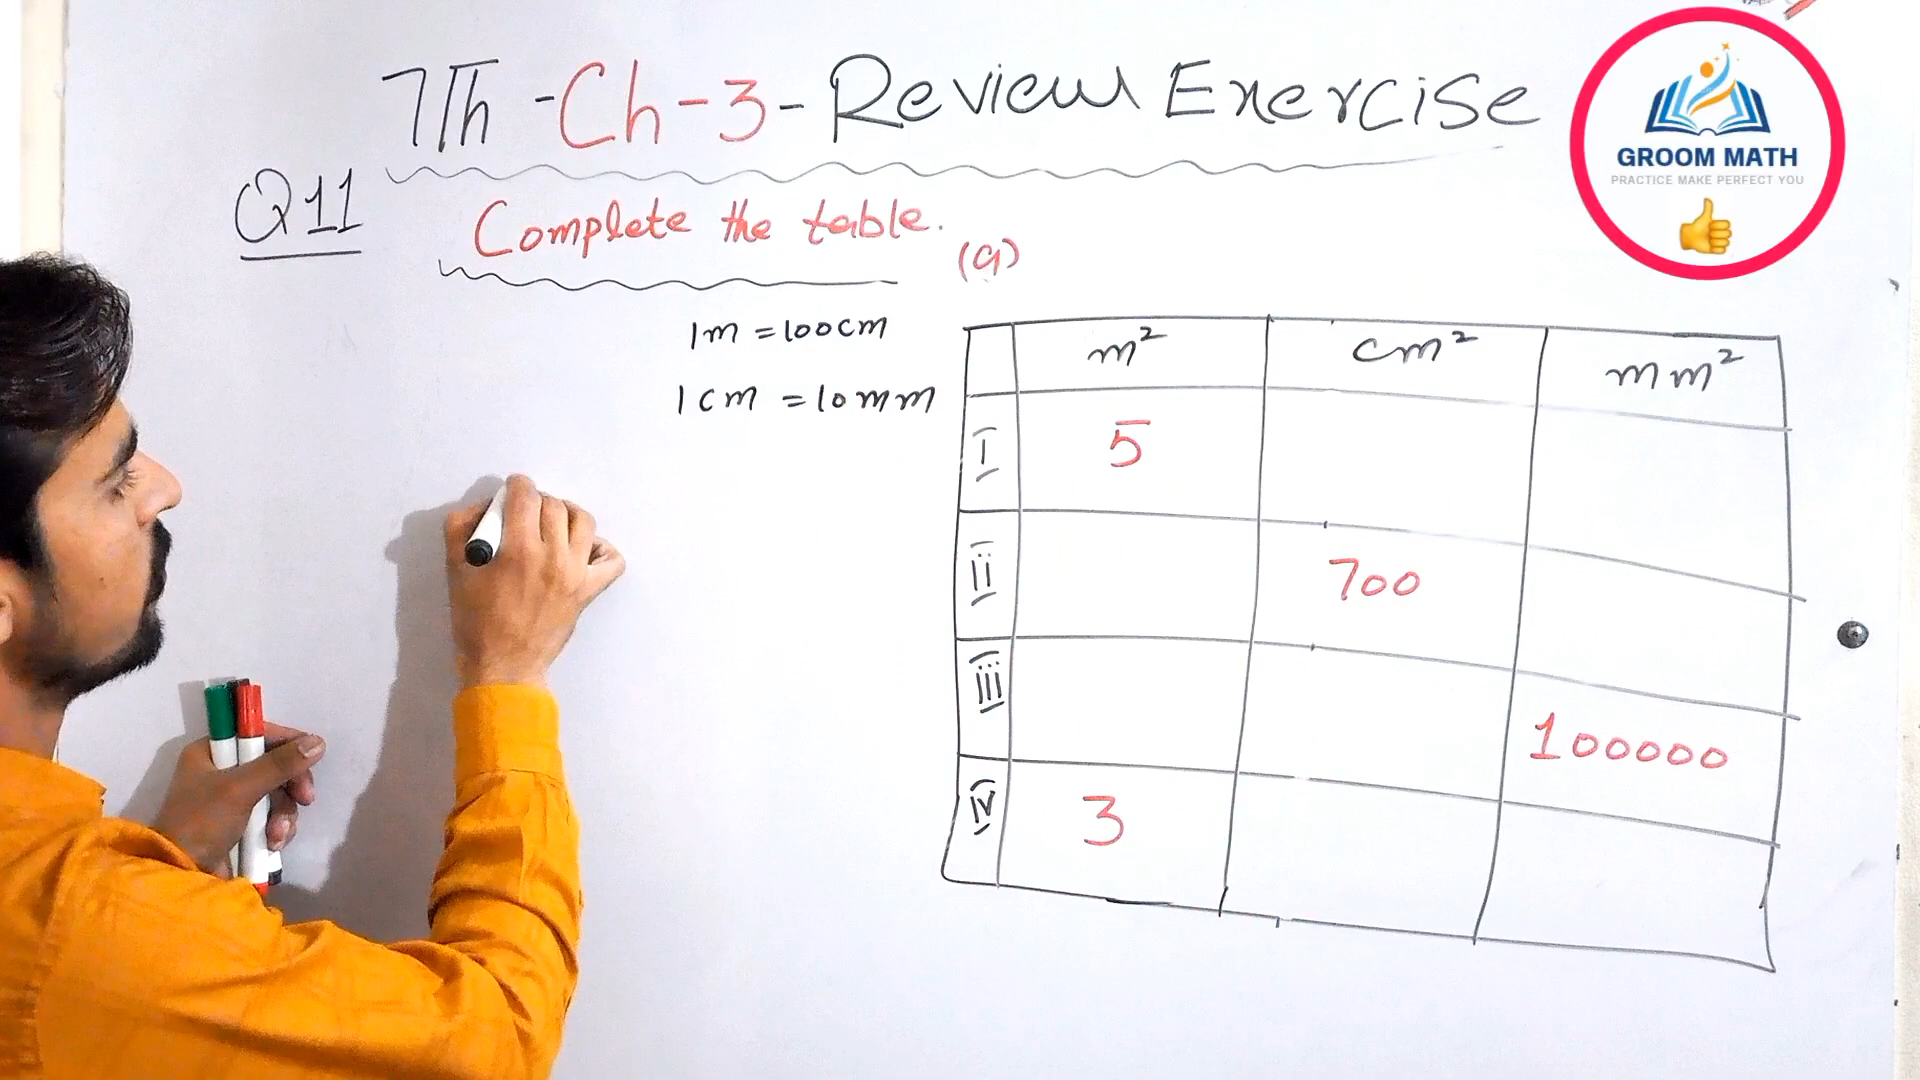 7Th - Ch - 3 - Review Exercise
GROOM MATH
PRACTICE MAKE PERFECT YOU
Q11 Complete the table.
(a)
1m = 100cm
1cm = 10mm
m² cm² mm²
i 5
ii 700
iii 100000
iv 3